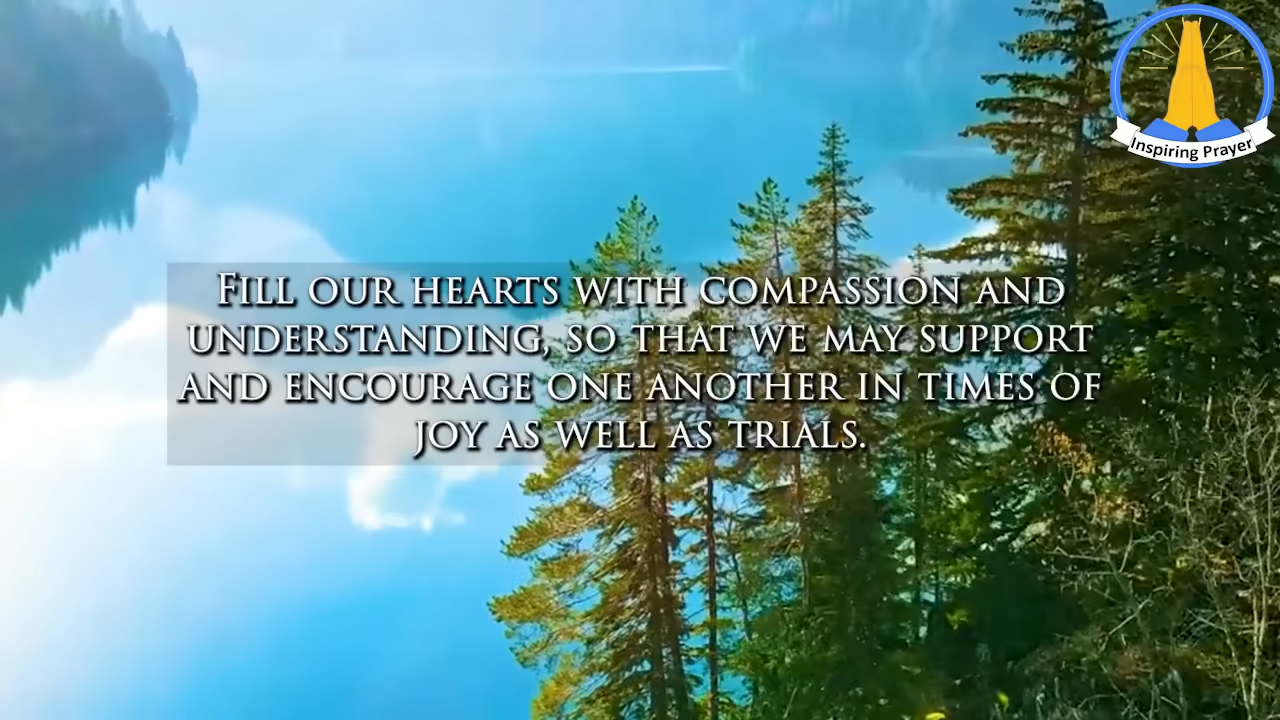 Inspiring Prayer
Fill our hearts with compassion and
understanding, so that we may support
and encourage one another in times of
joy as well as trials.